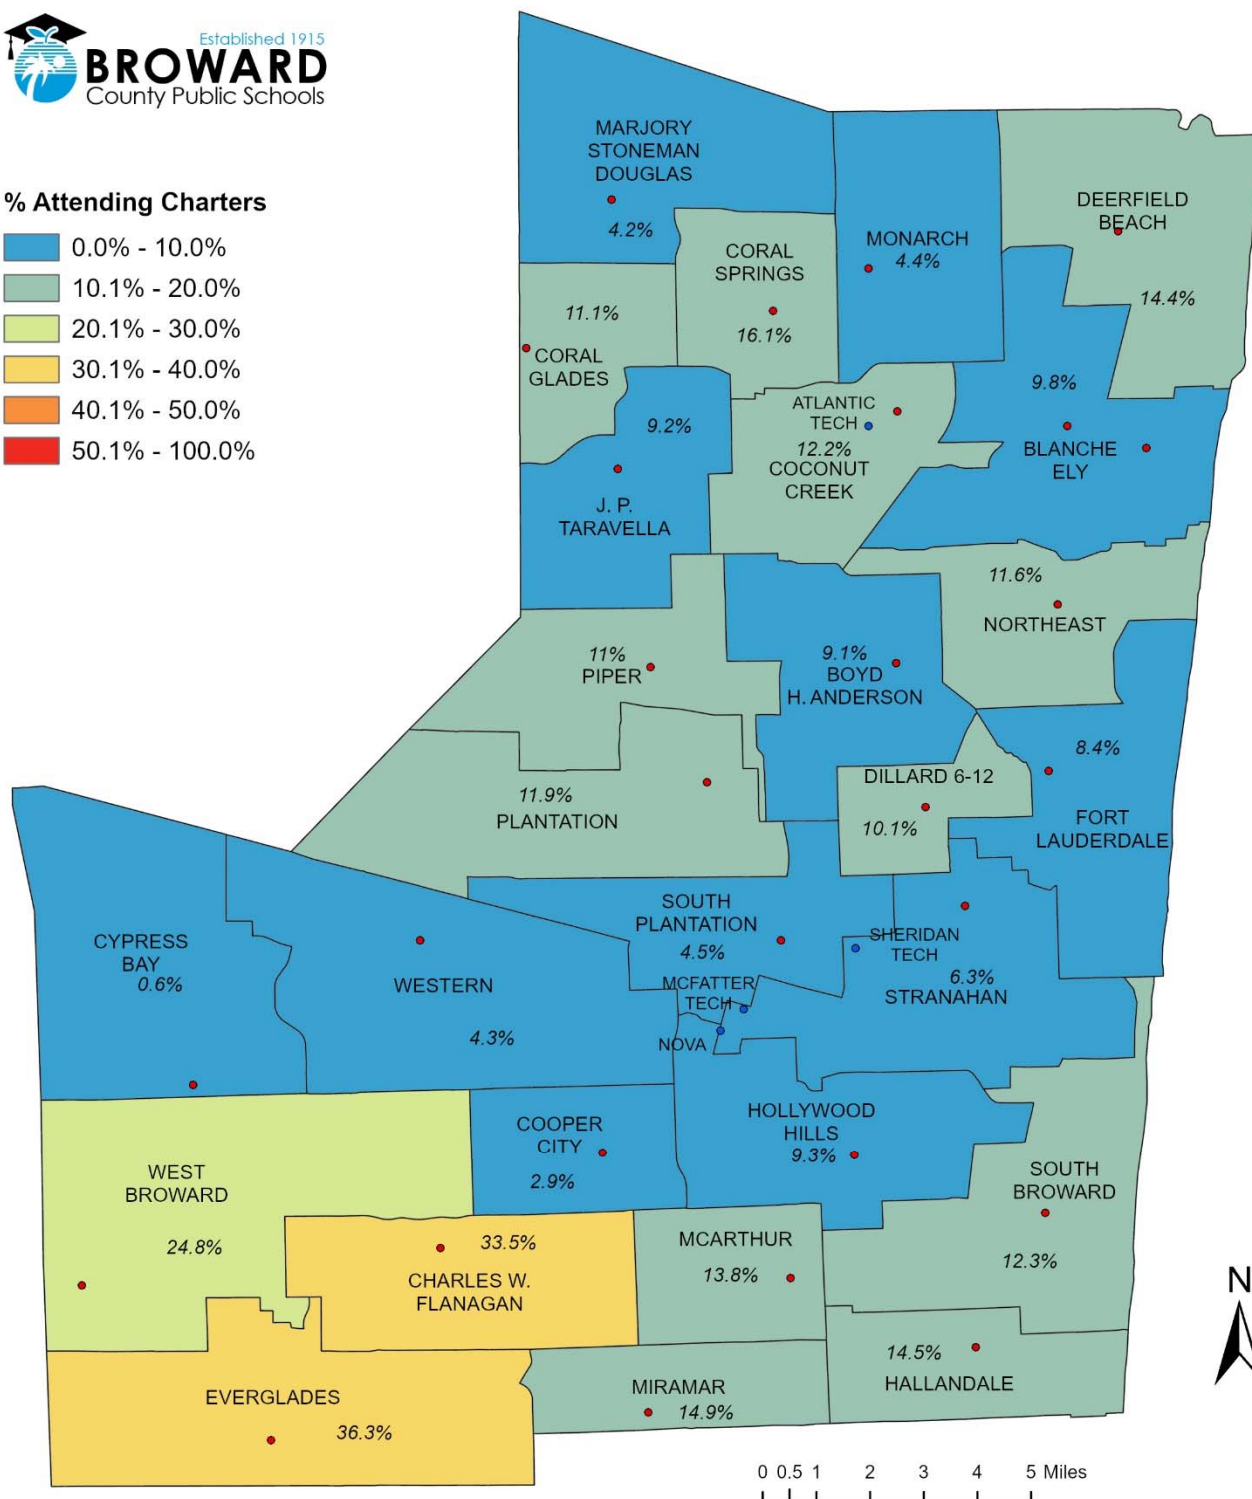 Established 1915
BROWARD
County Public Schools
% Attending Charters
0.0% - 10.0%
10.1% - 20.0%
20.1% - 30.0%
30.1% - 40.0%
40.1% - 50.0%
50.1% - 100.0%
MARJORY
STONEMAN
DOUGLAS
4.2%
CORAL
SPRINGS
16.1%
MONARCH
4.4%
DEERFIELD
BEACH
14.4%
11.1%
CORAL
GLADES
9.2%
J. P.
TARAVELLA
ATLANTIC
TECH
12.2%
COCONUT
CREEK
9.8%
BLANCHE
ELY
11.6%
NORTHEAST
11%
PIPER
9.1%
BOYD
H. ANDERSON
11.9%
PLANTATION
DILLARD 6-12
10.1%
8.4%
FORT
LAUDERDALE
CYPRESS
BAY
0.6%
WESTERN
4.3%
SOUTH
PLANTATION
4.5%
MCFATTER
TECH
NOVA
SHERIDAN
TECH
6.3%
STRANAHAN
COOPER
CITY
2.9%
HOLLYWOOD
HILLS
9.3%
WEST
BROWARD
24.8%
33.5%
CHARLES W.
FLANAGAN
MCARTHUR
13.8%
SOUTH
BROWARD
12.3%
EVERGLADES
36.3%
MIRAMAR
14.9%
14.5%
HALLANDALE
N
0 0.5 1 2 3 4 5 Miles